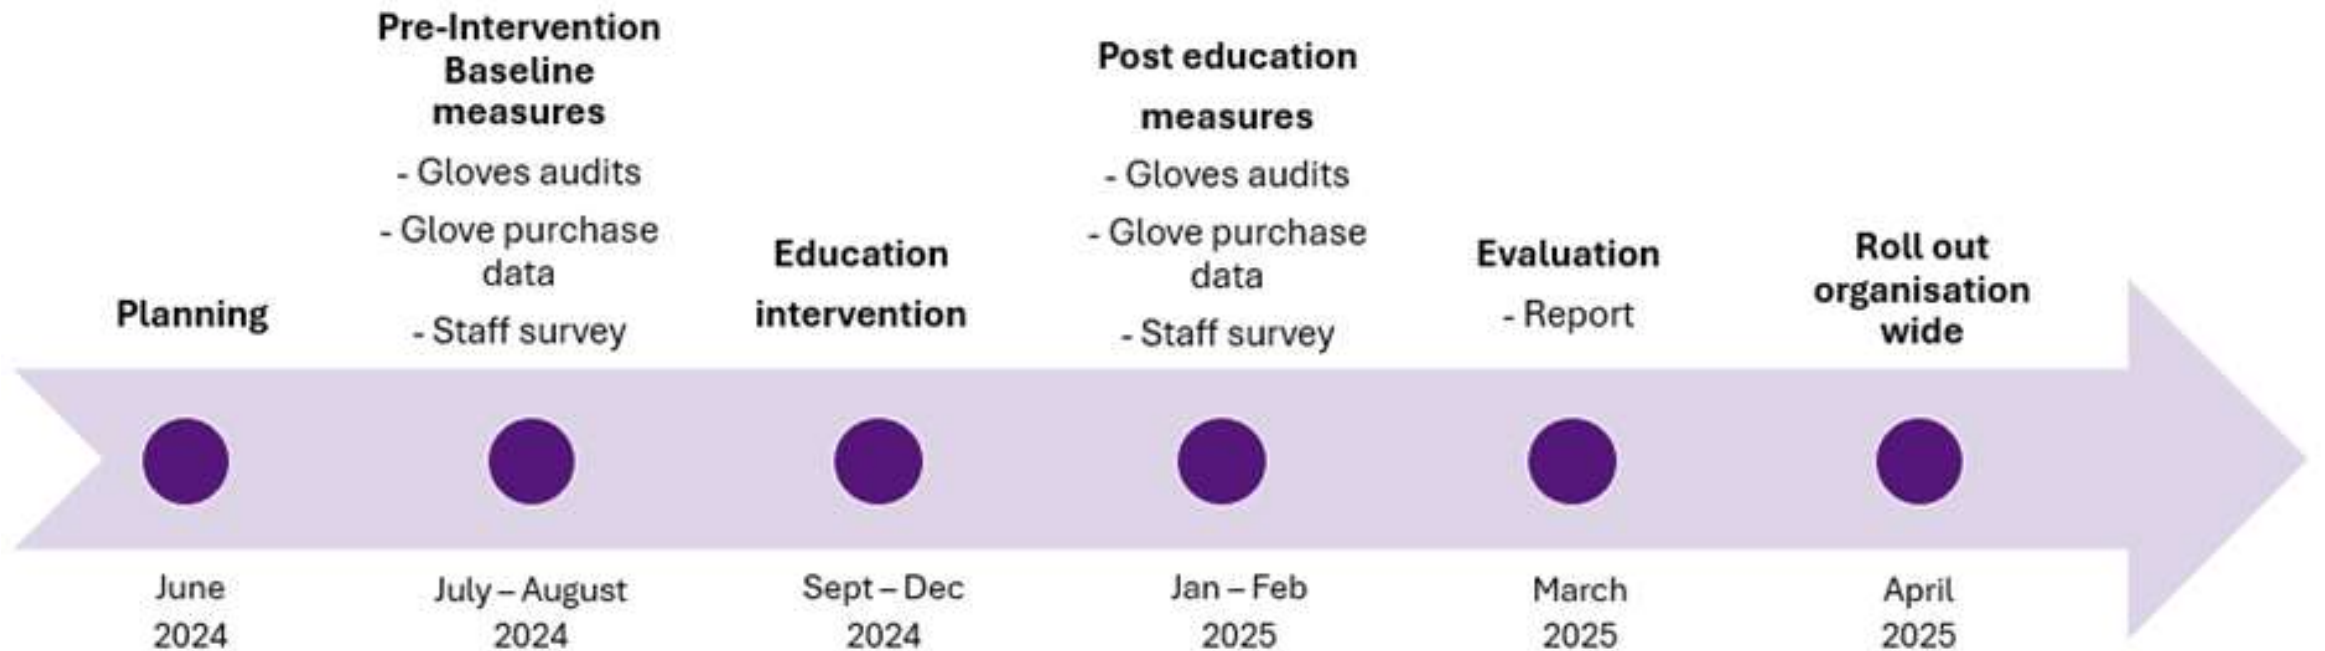 Planning
Pre-Intervention
Baseline
measures
- Gloves audits
- Glove purchase
data
- Staff survey
Education
intervention
Post education
measures
- Gloves audits
- Glove purchase
data
- Staff survey
Evaluation
- Report
Roll out
organisation
wide
June
2024
July – August
2024
Sept – Dec
2024
Jan – Feb
2025
March
2025
April
2025